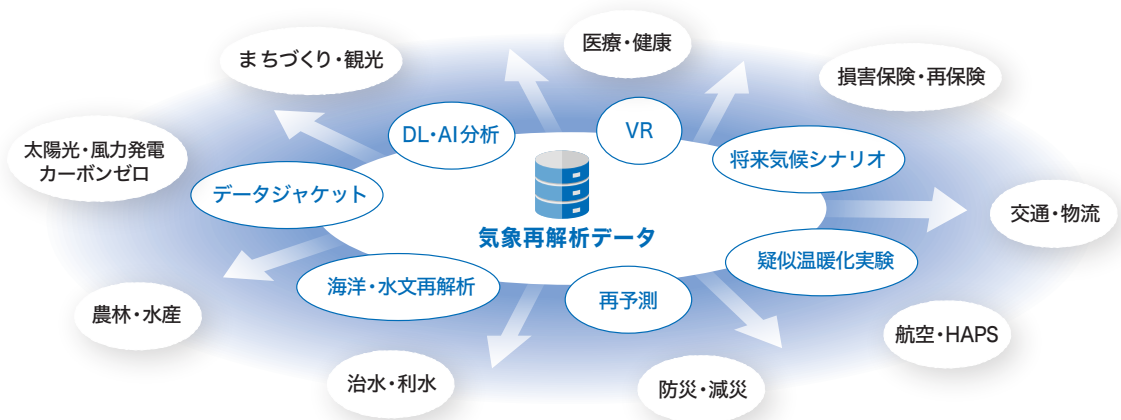 医療・健康
まちづくり・観光
損害保険・再保険
DL・AI分析
VR
太陽光・風力発電
カーボンゼロ
将来気候シナリオ
データジャケット
交通・物流
気象再解析データ
疑似温暖化実験
海洋・水文再解析
再予測
農林・水産
航空・HAPS
治水・利水
防災・減災